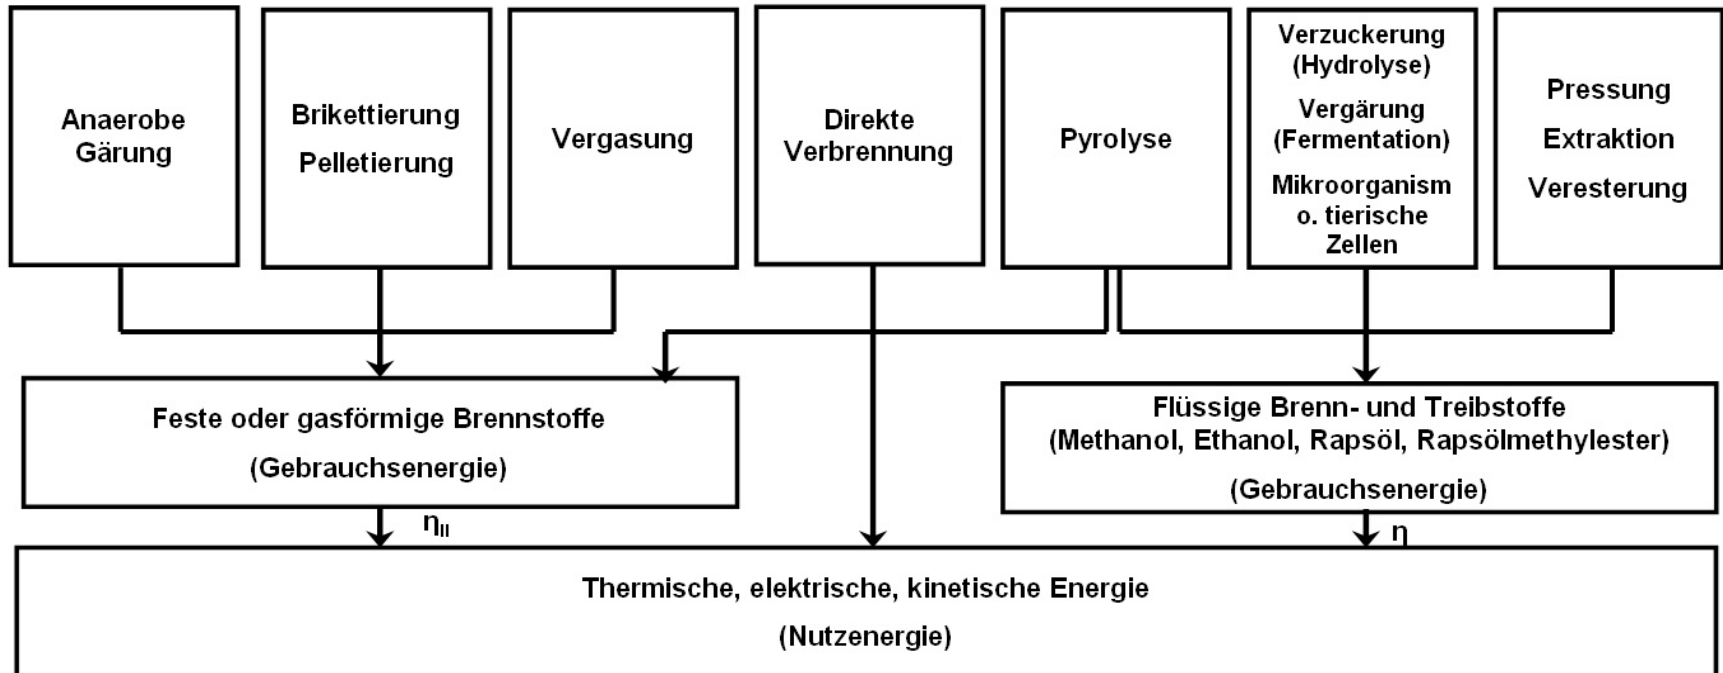 Anaerobe
Gärung
Brikettierung
Pelletierung
Vergasung
Direkte
Verbrennung
Pyrolyse
Verzuckerung
(Hydrolyse)
Vergärung
(Fermentation)
Mikroorganism
o. tierische
Zellen
Pressung
Extraktion
Veresterung
Feste oder gasförmige Brennstoffe
(Gebrauchsenergie)
Flüssige Brenn- und Treibstoffe
(Methanol, Ethanol, Rapsöl, Rapsölmethylester)
(Gebrauchsenergie)
ηII
η
Thermische, elektrische, kinetische Energie
(Nutzenergie)